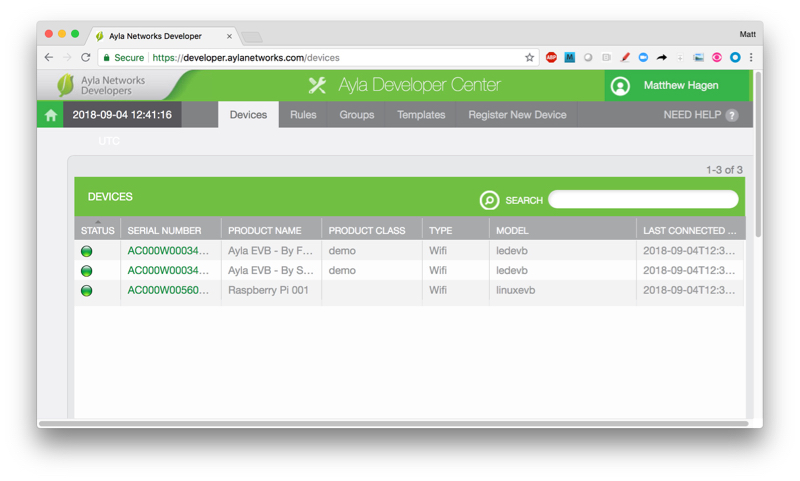 Ayla Networks Developer
Matt
Secure https://developer.aylanetworks.com/devices
Ayla Networks
Developers
Ayla Developer Center
Matthew Hagen
2018-09-04 12:41:16
UTC
Devices Rules Groups Templates Register New Device NEED HELP ?
1-3 of 3
DEVICES SEARCH
STATUS SERIAL NUMBER PRODUCT NAME PRODUCT CLASS TYPE MODEL LAST CONNECTED ...
AC000W00034... Ayla EVB - By F... demo Wifi ledevb 2018-09-04T12:3...
AC000W00034... Ayla EVB - By S... demo Wifi ledevb 2018-09-04T12:3...
AC000W00560... Raspberry Pi 001 Wifi linuxevb 2018-09-04T12:3...